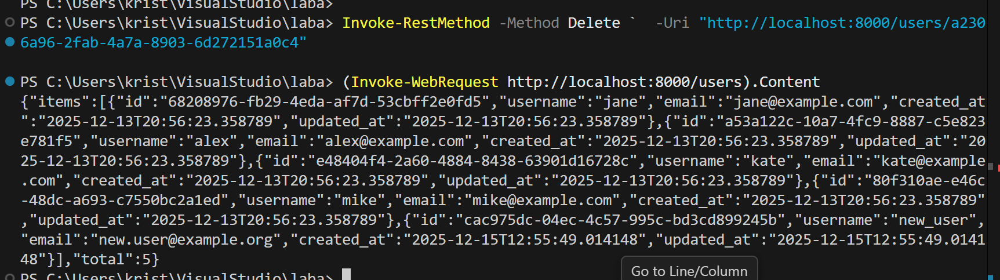 PS C:\Users\krist\VisualStudio\laba>
PS C:\Users\krist\VisualStudio\laba> Invoke-RestMethod -Method Delete `  -Uri "http://localhost:8000/users/a230
6a96-2fab-4a7a-8903-6d272151a0c4"
PS C:\Users\krist\VisualStudio\laba> (Invoke-WebRequest http://localhost:8000/users).Content
{"items":[{"id":"68208976-fb29-4eda-af7d-53cbff2e0fd5","username":"jane","email":"jane@example.com","created_at
":"2025-12-13T20:56:23.358789","updated_at":"2025-12-13T20:56:23.358789"},{"id":"a53a122c-10a7-4fc9-8887-c5e823
e781f5","username":"alex","email":"alex@example.com","created_at":"2025-12-13T20:56:23.358789","updated_at":"20
25-12-13T20:56:23.358789"},{"id":"e48404f4-2a60-4884-8438-63901d16728c","username":"kate","email":"kate@example
.com","created_at":"2025-12-13T20:56:23.358789","updated_at":"2025-12-13T20:56:23.358789"},{"id":"80f310ae-e46c
-48dc-a693-c7550bc2a1ed","username":"mike","email":"mike@example.com","created_at":"2025-12-13T20:56:23.358789"
,"updated_at":"2025-12-13T20:56:23.358789"},{"id":"cac975dc-04ec-4c57-995c-bd3cd899245b","username":"new_user",
"email":"new.user@example.org","created_at":"2025-12-15T12:55:49.014148","updated_at":"2025-12-15T12:55:49.0141
48"}],"total":5}
Go to Line/Column
PS C:\Users\krist\VisualStudio\laba>